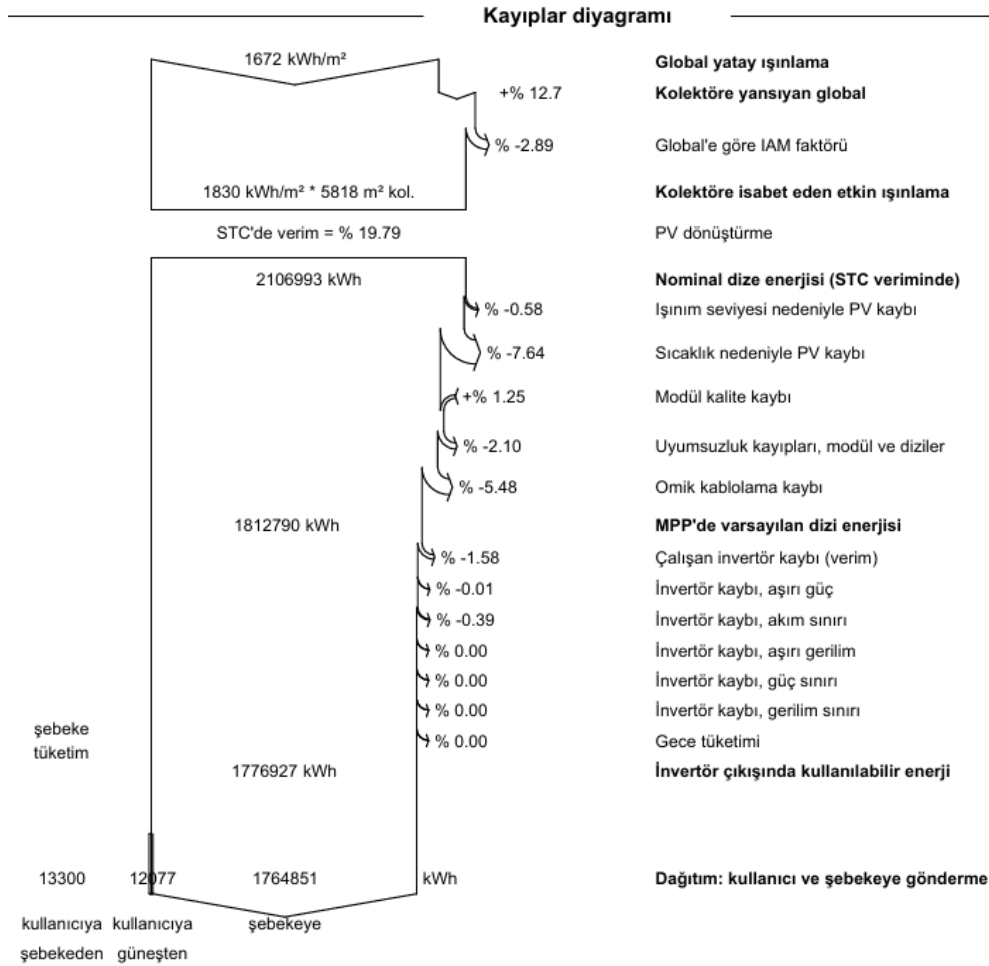 Kayıplar diyagramı
1672 kWh/m² Global yatay ışınlama
+% 12.7 Kolektöre yansıyan global
% -2.89 Global'e göre IAM faktörü
1830 kWh/m² * 5818 m² kol. Kolektöre isabet eden etkin ışınlama
STC'de verim = % 19.79 PV dönüştürme
2106993 kWh Nominal dize enerjisi (STC veriminde)
% -0.58 Işınım seviyesi nedeniyle PV kaybı
% -7.64 Sıcaklık nedeniyle PV kaybı
+% 1.25 Modül kalite kaybı
% -2.10 Uyumsuzluk kayıpları, modül ve diziler
% -5.48 Omik kablolama kaybı
1812790 kWh MPP'de varsayılan dizi enerjisi
% -1.58 Çalışan invertör kaybı (verim)
% -0.01 İnvertör kaybı, aşırı güç
% -0.39 İnvertör kaybı, akım sınırı
% 0.00 İnvertör kaybı, aşırı gerilim
% 0.00 İnvertör kaybı, güç sınırı
% 0.00 İnvertör kaybı, gerilim sınırı
şebeke
tüketim
% 0.00 Gece tüketimi
1776927 kWh İnvertör çıkışında kullanılabilir enerji
13300 12077 1764851 kWh Dağıtım: kullanıcı ve şebekeye gönderme
kullanıcıya kullanıcıya şebekeye
şebekeden güneşten